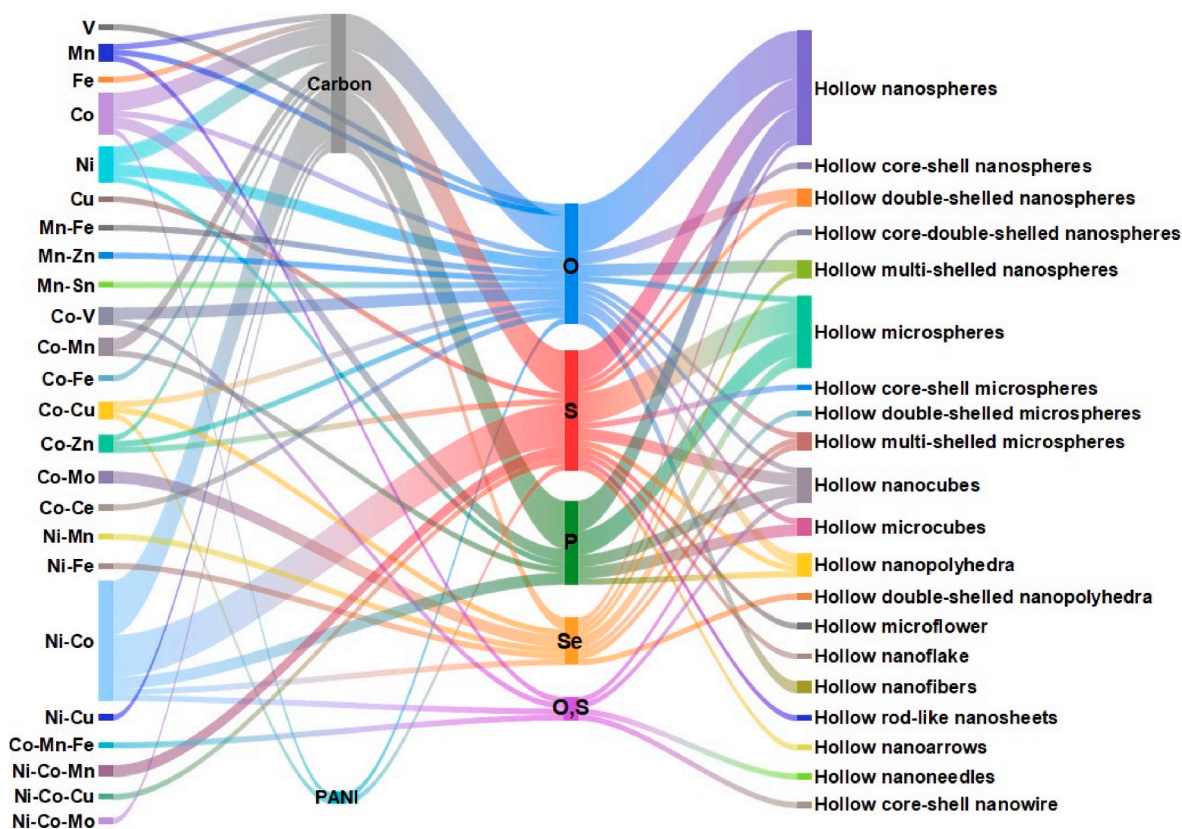 V
Mn
Fe
Co
Ni
Cu
Mn-Fe
Mn-Zn
Mn-Sn
Co-V
Co-Mn
Co-Fe
Co-Cu
Co-Zn
Co-Mo
Co-Ce
Ni-Mn
Ni-Fe
Ni-Co
Ni-Cu
Co-Mn-Fe
Ni-Co-Mn
Ni-Co-Cu
Ni-Co-Mo
Carbon
PANI
O
S
P
Se
O,S
Hollow nanospheres
Hollow core-shell nanospheres
Hollow double-shelled nanospheres
Hollow core-double-shelled nanospheres
Hollow multi-shelled nanospheres
Hollow microspheres
Hollow core-shell microspheres
Hollow double-shelled microspheres
Hollow multi-shelled microspheres
Hollow nanocubes
Hollow microcubes
Hollow nanopolyhedra
Hollow double-shelled nanopolyhedra
Hollow microflower
Hollow nanoflake
Hollow nanofibers
Hollow rod-like nanosheets
Hollow nanoarrows
Hollow nanoneedles
Hollow core-shell nanowire